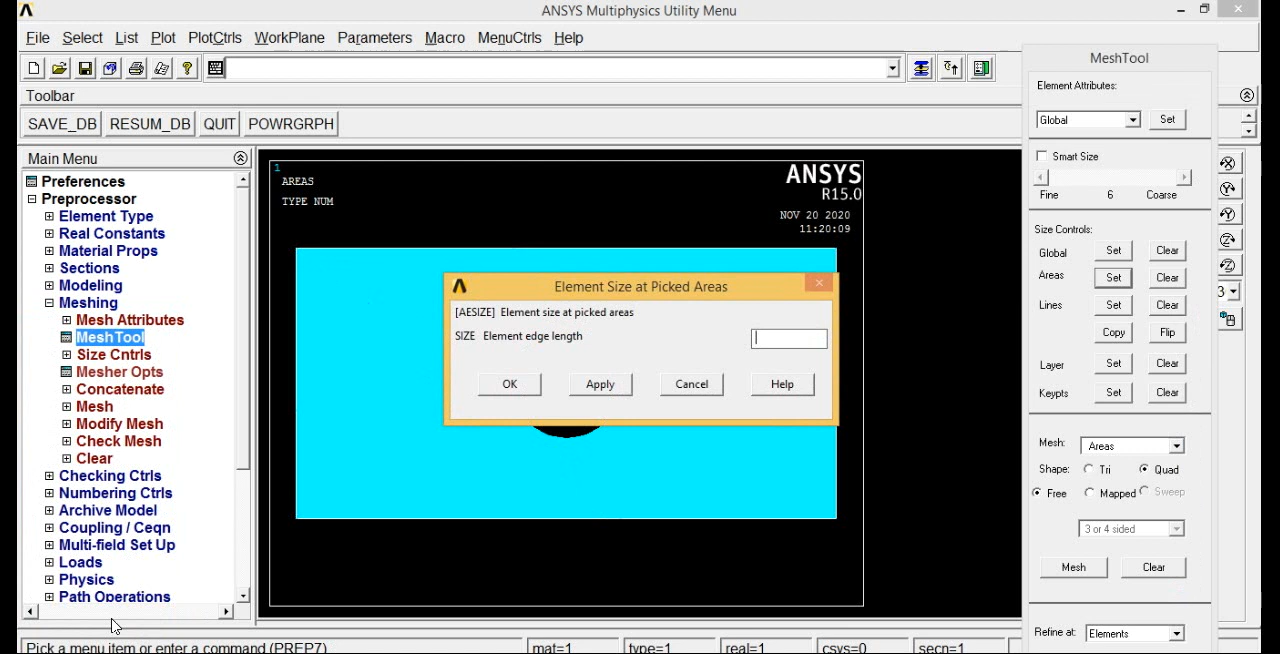 ANSYS Multiphysics Utility Menu
File Select List Plot PlotCtrls WorkPlane Parameters Macro MenuCtrls Help
Toolbar
SAVE_DB RESUM_DB QUIT POWRGRPH
Main Menu
Preferences
Preprocessor
Element Type
Real Constants
Material Props
Sections
Modeling
Meshing
Mesh Attributes
MeshTool
Size Cntrls
Mesher Opts
Concatenate
Mesh
Modify Mesh
Check Mesh
Clear
Checking Ctrls
Numbering Ctrls
Archive Model
Coupling / Ceqn
Multi-field Set Up
Loads
Physics
Path Operations
1
AREAS
TYPE NUM
ANSYS
R15.0
NOV 20 2020
11:20:09
Element Size at Picked Areas
[AESIZE] Element size at picked areas
SIZE Element edge length
OK Apply Cancel Help
MeshTool
Element Attributes:
Global Set
Smart Size
Fine 6 Coarse
Size Controls:
Global Set Clear
Areas Set Clear
Lines Set Clear
Copy Flip
Layer Set Clear
Keypts Set Clear
Mesh: Areas
Shape: Tri Quad
Free Mapped Sweep
3 or 4 sided
Mesh Clear
Refine at: Elements
3
Pick a menu item or enter a command (PREP7)
mat=1 type=1 real=1 csys=0 secn=1